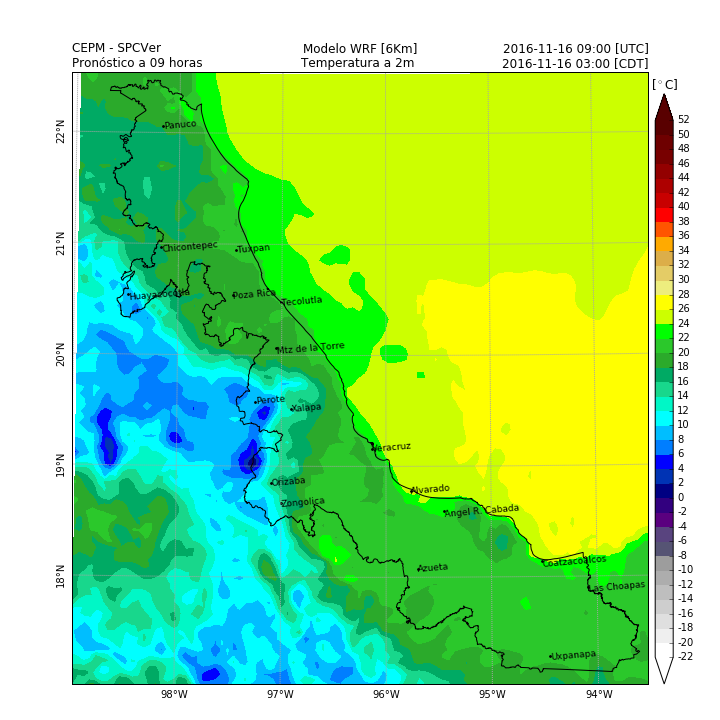 CEPM - SPCVer Modelo WRF [6Km] 2016-11-16 09:00 [UTC]
Pronóstico a 09 horas Temperatura a 2m 2016-11-16 03:00 [CDT]
[°C]
52
50
48
46
44
42
40
38
36
34
32
30
28
26
24
22
20
18
16
14
12
10
8
6
4
2
0
-2
-4
-6
-8
-10
-12
-14
-16
-18
-20
-22
22°N
21°N
20°N
19°N
18°N
Panuco
Chicontepec
Tuxpan
Huayacocotla
Poza Rica
Tecolutla
Mtz de la Torre
Perote
Xalapa
Veracruz
Orizaba
Alvarado
Zongolica
Angel R. Cabada
Azueta
Coatzacoalcos
Las Choapas
Uxpanapa
98°W 97°W 96°W 95°W 94°W